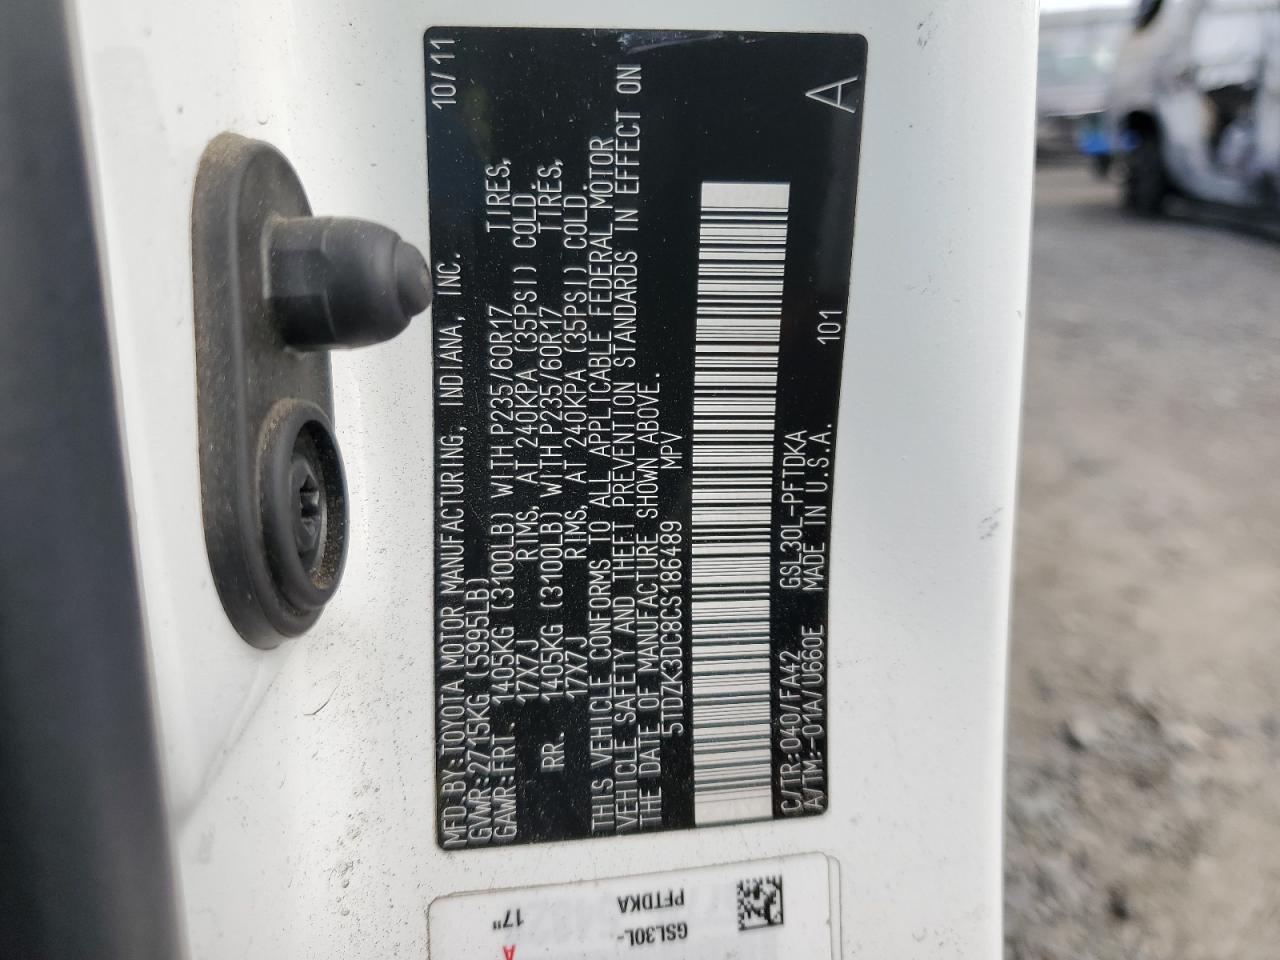 MFD BY:TOYOTA MOTOR MANUFACTURING, INDIANA, INC. 10/11
GVWR:2715KG (5995LB)
GAWR:FRT. 1405KG (3100LB) WITH P235/60R17 TIRES,
17X7J RIMS, AT 240KPA (35PSI) COLD.
RR. 1405KG (3100LB) WITH P235/60R17 TIRES,
17X7J RIMS, AT 240KPA (35PSI) COLD.
THIS VEHICLE CONFORMS TO ALL APPLICABLE FEDERAL MOTOR
VEHICLE SAFETY AND THEFT PREVENTION STANDARDS IN EFFECT ON
THE DATE OF MANUFACTURE SHOWN ABOVE.
5TDZK3DC8CS186489 MPV
C/TR:040/FA42 GSL30L-PFTDKA 101
A/TM:-01A/U660E MADE IN U.S.A. A
GSL30L-
PFTDKA
17"
A